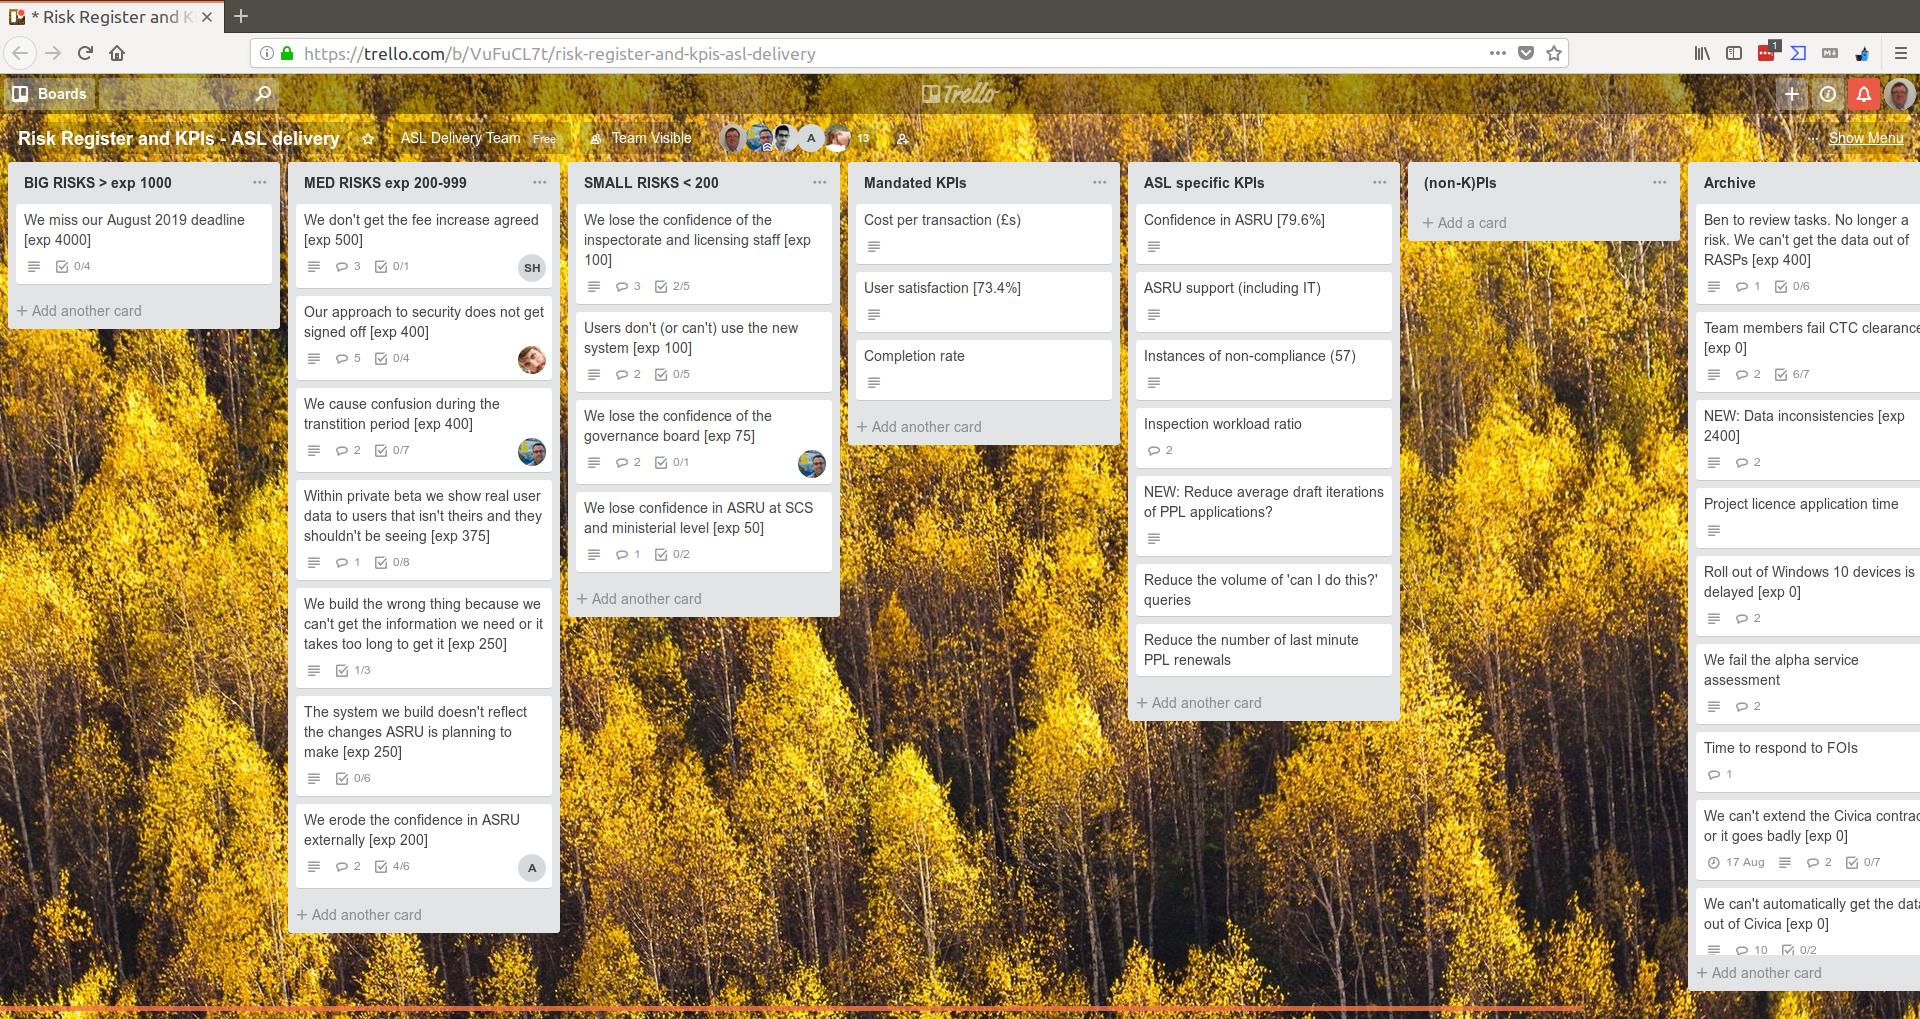 * Risk Register and K
https://trello.com/b/VuFuCL7t/risk-register-and-kpis-asl-delivery
1
Boards
Trello
Risk Register and KPIs - ASL delivery
ASL Delivery Team Free
Team Visible
A
13
Show Menu
BIG RISKS > exp 1000
We miss our August 2019 deadline
[exp 4000]
0/4
+ Add another card
MED RISKS exp 200-999
We don't get the fee increase agreed
[exp 500]
3 0/1
SH
Our approach to security does not get
signed off [exp 400]
5 0/4
We cause confusion during the
transtition period [exp 400]
2 0/7
Within private beta we show real user
data to users that isn't theirs and they
shouldn't be seeing [exp 375]
1 0/8
We build the wrong thing because we
can't get the information we need or it
takes too long to get it [exp 250]
1/3
The system we build doesn't reflect
the changes ASRU is planning to
make [exp 250]
0/6
We erode the confidence in ASRU
externally [exp 200]
2 4/6
A
+ Add another card
SMALL RISKS < 200
We lose the confidence of the
inspectorate and licensing staff [exp
100]
3 2/5
Users don't (or can't) use the new
system [exp 100]
2 0/5
We lose the confidence of the
governance board [exp 75]
2 0/1
We lose confidence in ASRU at SCS
and ministerial level [exp 50]
1 0/2
+ Add another card
Mandated KPIs
Cost per transaction (£s)
User satisfaction [73.4%]
Completion rate
+ Add another card
ASL specific KPIs
Confidence in ASRU [79.6%]
ASRU support (including IT)
Instances of non-compliance (57)
Inspection workload ratio
2
NEW: Reduce average draft iterations
of PPL applications?
Reduce the volume of 'can I do this?'
queries
Reduce the number of last minute
PPL renewals
+ Add another card
(non-K)PIs
+ Add a card
Archive
Ben to review tasks. No longer a
risk. We can't get the data out of
RASPs [exp 400]
1 0/6
Team members fail CTC clearance
[exp 0]
2 6/7
NEW: Data inconsistencies [exp
2400]
2
Project licence application time
Roll out of Windows 10 devices is
delayed [exp 0]
2
We fail the alpha service
assessment
2
Time to respond to FOIs
1
We can't extend the Civica contrac
or it goes badly [exp 0]
17 Aug 2 0/7
We can't automatically get the data
out of Civica [exp 0]
10 0/2
+ Add another card